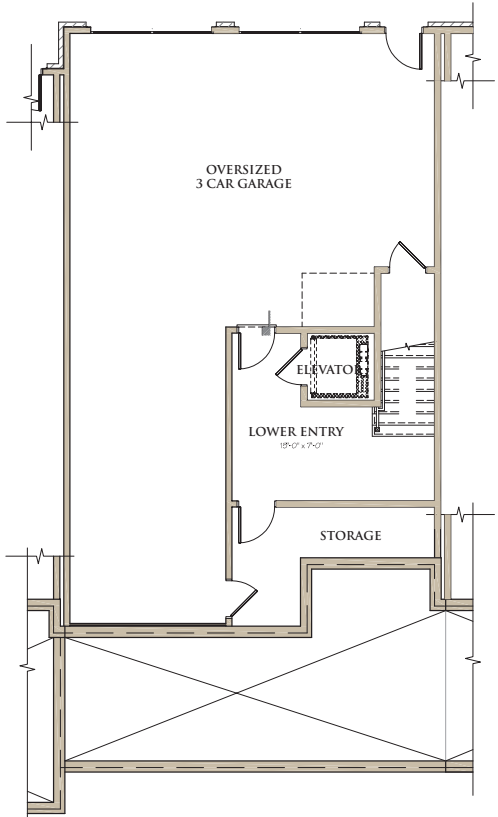 OVERSIZED
3 CAR GARAGE
ELEVATOR
LOWER ENTRY
STORAGE